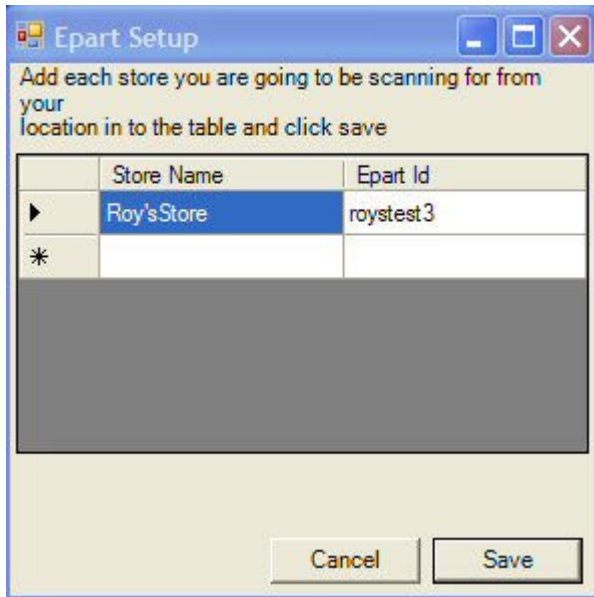 Epart Setup
Add each store you are going to be scanning for from
your
location in to the table and click save
Store Name Epart Id
Roy'sStore roystest3
Cancel Save